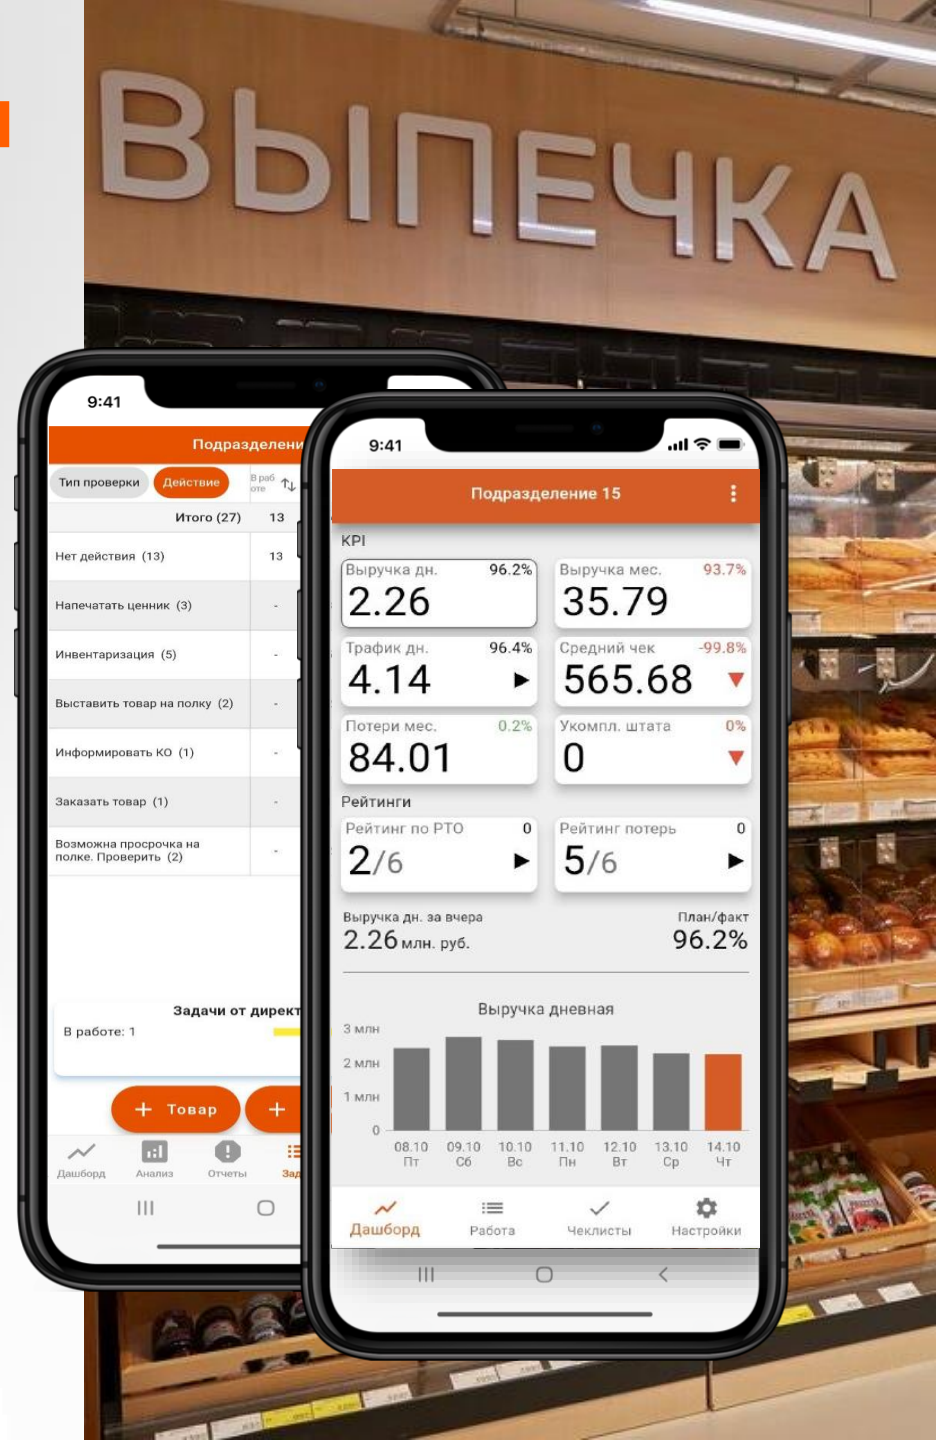 ВЫПЕЧКА
9:41
Подразделени
Тип проверки
Действие
В раб
оте
Итого (27) 13
Нет действия (13) 13
Напечатать ценник (3) -
Инвентаризация (5) -
Выставить товар на полку (2) -
Информировать КО (1) -
Заказать товар (1) -
Возможна просрочка на
полке. Проверить (2) -
Задачи от директ
В работе: 1
+ Товар
+
Дашборд Анализ Отчеты Зад
9:41
Подразделение 15
KPI
Выручка дн. 96.2%
2.26
Выручка мес. 93.7%
35.79
Трафик дн. 96.4%
4.14
Средний чек -99.8%
565.68
Потери мес. 0.2%
84.01
Укомпл. штата 0%
0
Рейтинги
Рейтинг по РТО 0
2/6
Рейтинг потерь 0
5/6
Выручка дн. за вчера
2.26 млн. руб.
План/факт
96.2%
Выручка дневная
3 млн
2 млн
1 млн
0
08.10 09.10 10.10 11.10 12.10 13.10 14.10
Пт Сб Вс Пн Вт Ср Чт
Дашборд Работа Чеклисты Настройки